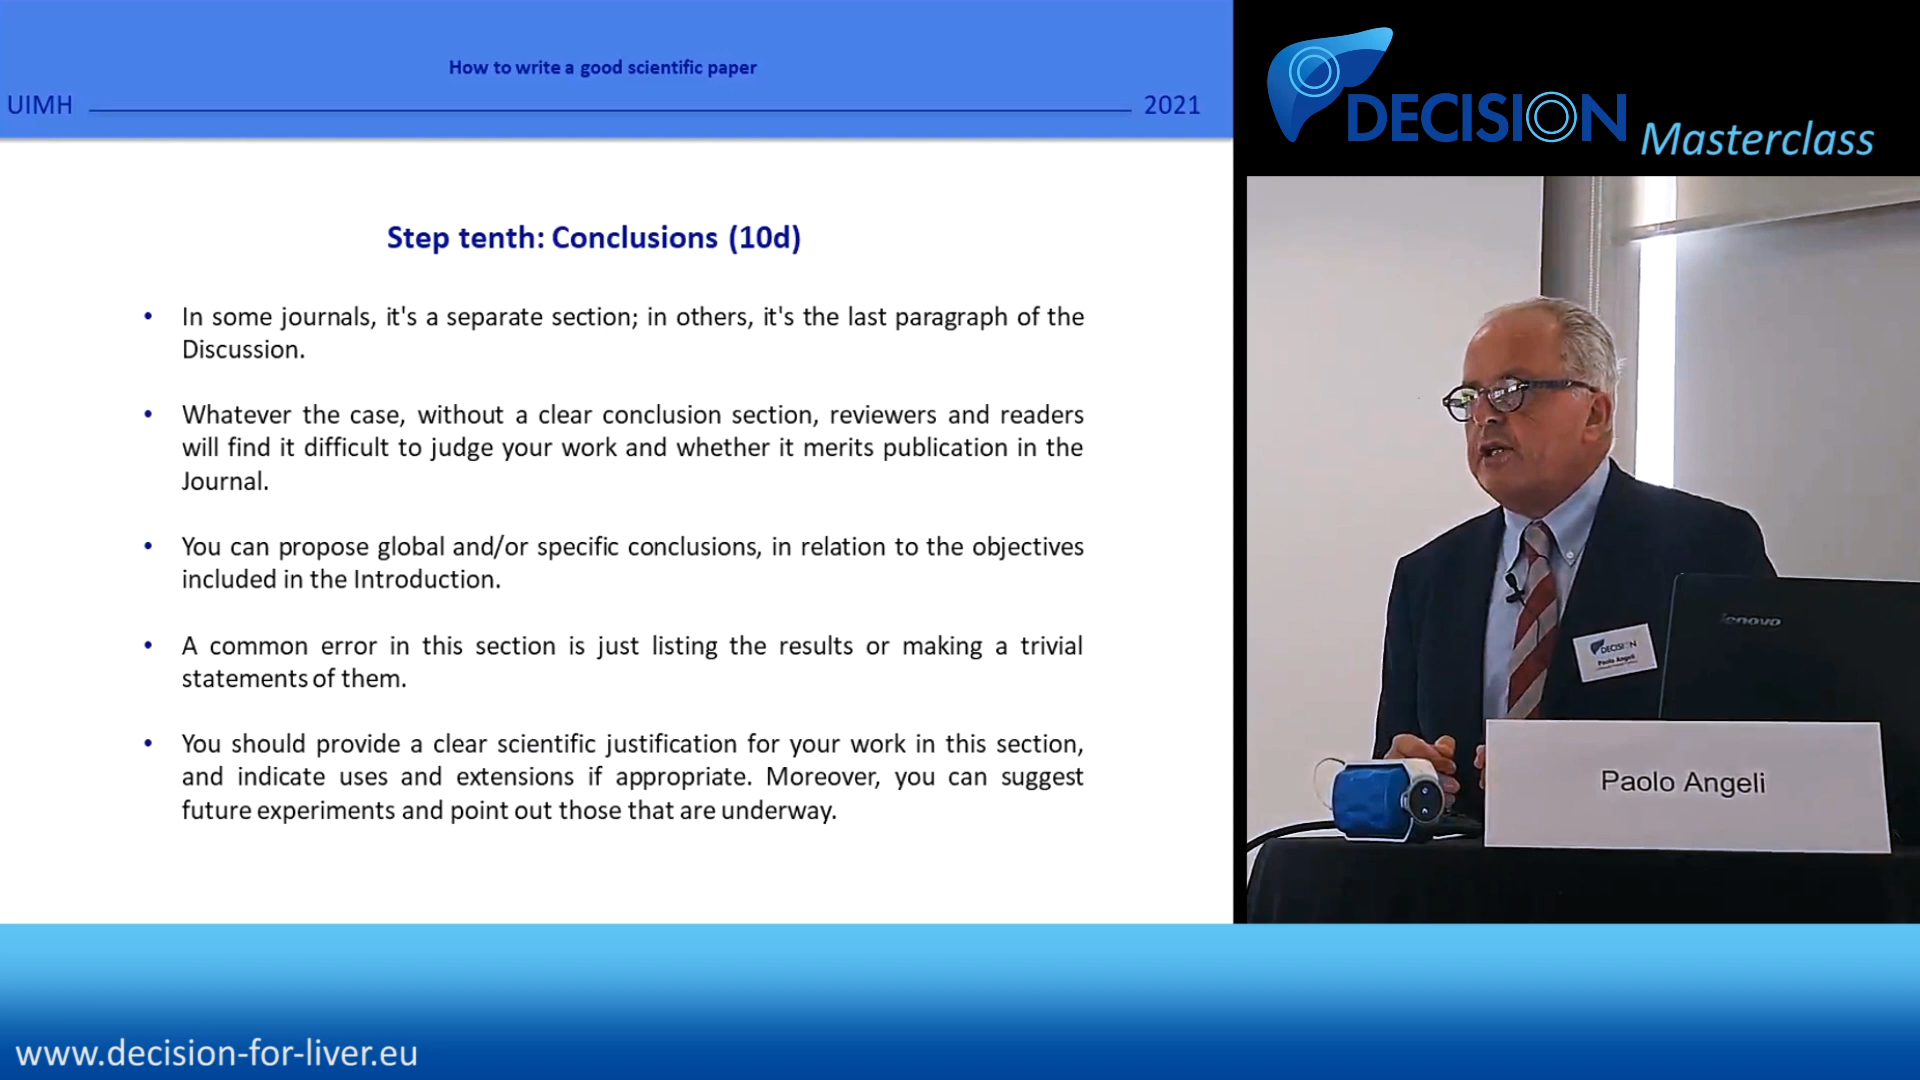 How to write a good scientific paper
UIMH
2021
Step tenth: Conclusions (10d)
• In some journals, it's a separate section; in others, it's the last paragraph of the
Discussion.
• Whatever the case, without a clear conclusion section, reviewers and readers
will find it difficult to judge your work and whether it merits publication in the
Journal.
• You can propose global and/or specific conclusions, in relation to the objectives
included in the Introduction.
• A common error in this section is just listing the results or making a trivial
statements of them.
• You should provide a clear scientific justification for your work in this section,
and indicate uses and extensions if appropriate. Moreover, you can suggest
future experiments and point out those that are underway.
DECISION
Masterclass
lenovo
DECISION
Paolo Angeli
Paolo Angeli
www.decision-for-liver.eu